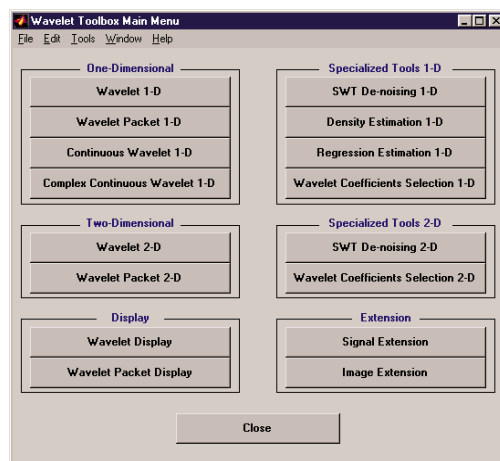 Wavelet Toolbox Main Menu
File Edit Tools Window Help
One-Dimensional
Wavelet 1-D
Wavelet Packet 1-D
Continuous Wavelet 1-D
Complex Continuous Wavelet 1-D
Specialized Tools 1-D
SWT De-noising 1-D
Density Estimation 1-D
Regression Estimation 1-D
Wavelet Coefficients Selection 1-D
Two-Dimensional
Wavelet 2-D
Wavelet Packet 2-D
Specialized Tools 2-D
SWT De-noising 2-D
Wavelet Coefficients Selection 2-D
Display
Wavelet Display
Wavelet Packet Display
Extension
Signal Extension
Image Extension
Close